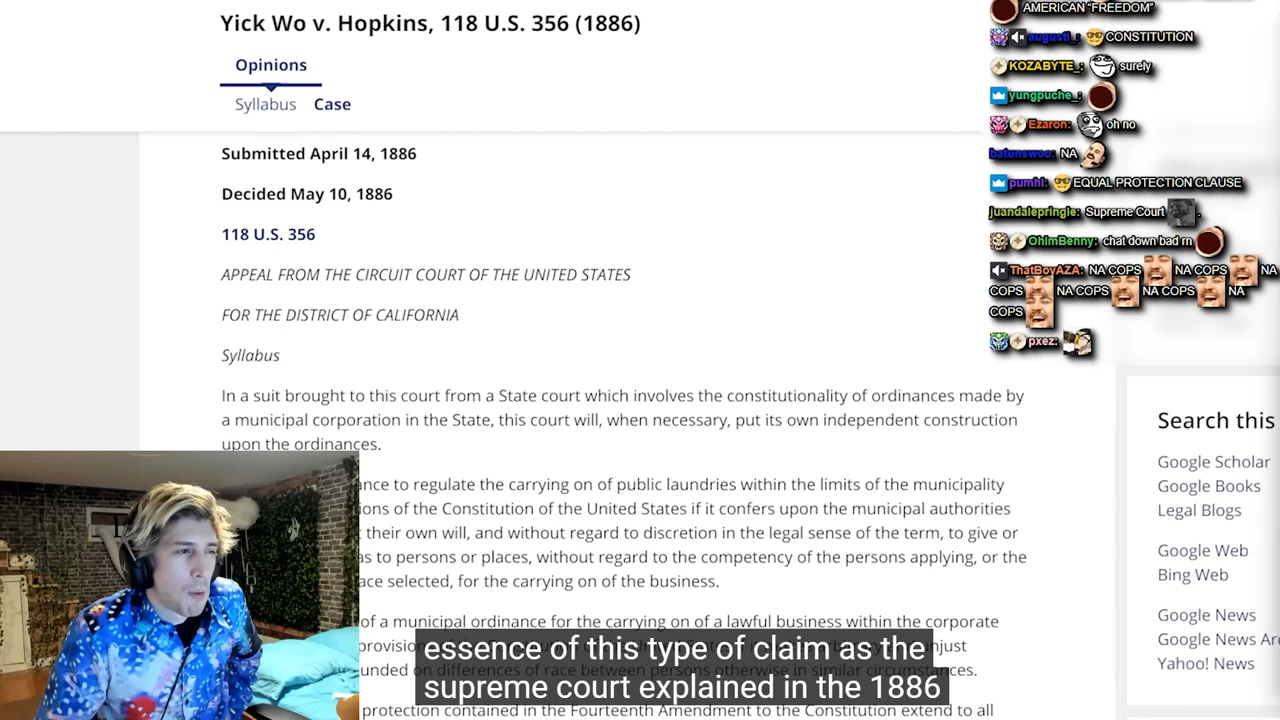 Yick Wo v. Hopkins, 118 U.S. 356 (1886)
Opinions
Syllabus Case
Submitted April 14, 1886
Decided May 10, 1886
118 U.S. 356
APPEAL FROM THE CIRCUIT COURT OF THE UNITED STATES
FOR THE DISTRICT OF CALIFORNIA
Syllabus
In a suit brought to this court from a State court which involves the constitutionality of ordinances made by
a municipal corporation in the State, this court will, when necessary, put its own independent construction
upon the ordinances.
nce to regulate the carrying on of public laundries within the limits of the municipality
ions of the Constitution of the United States if it confers upon the municipal authorities
their own will, and without regard to discretion in the legal sense of the term, to give or
as to persons or places, without regard to the competency of the persons applying, or the
ace selected, for the carrying on of the business.
of a municipal ordinance for the carrying on of a lawful business within the corporate
provision
njust
unded on differences of race between persons otherwise in similar circumstances.
protection contained in the Fourteenth Amendment to the Constitution extend to all
essence of this type of claim as the
supreme court explained in the 1886
AMERICAN "FREEDOM"
augusti_: CONSTITUTION
KOZABYTE_: surely
yungpuche_:
Ezaron: oh no
batunswoo: NA
pumhl: EQUAL PROTECTION CLAUSE
juandalepringle: Supreme Court .
OhImBenny: chat down bad rn
ThatBoyAZA: NA COPS NA COPS NA
COPS NA COPS NA COPS NA
COPS
pxez:
Search this
Google Scholar
Google Books
Legal Blogs
Google Web
Bing Web
Google News
Google News Ar
Yahoo! News